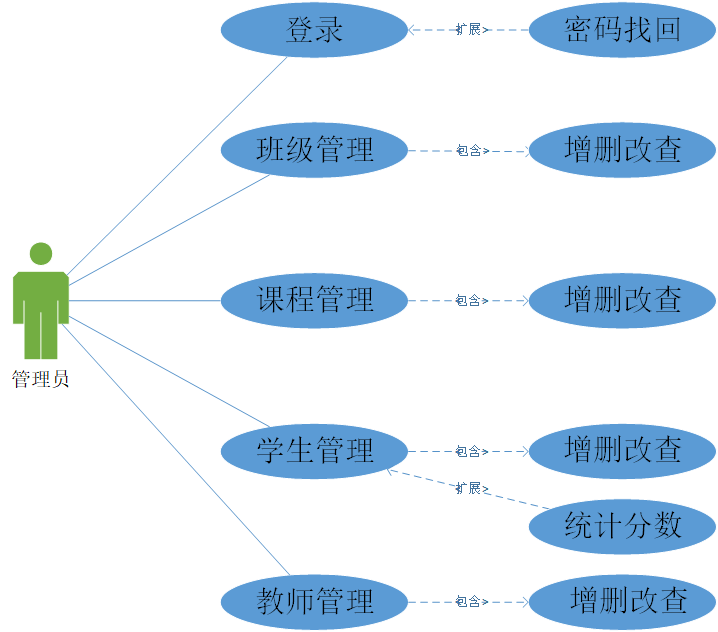 登录
<扩展>
密码找回
班级管理
<包含>
增删改查
课程管理
<包含>
增删改查
管理员
学生管理
<包含>
增删改查
<扩展>
统计分数
教师管理
<包含>
增删改查